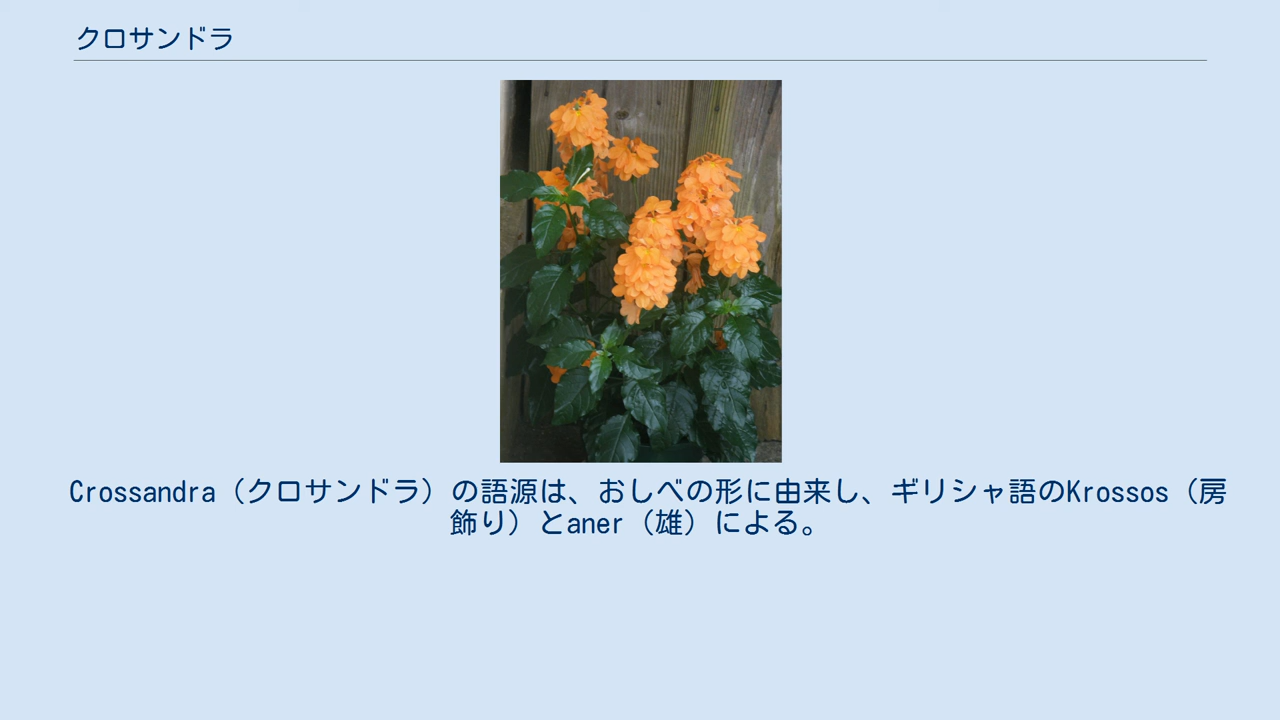 クロサンドラ
Crossandra（クロサンドラ）の語源は、おしべの形に由来し、ギリシャ語のKrossos（房
飾り）とaner（雄）による。